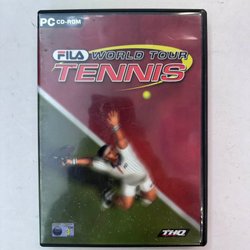 PC CD-ROM
FILA WORLD TOUR
TENNIS
THQ